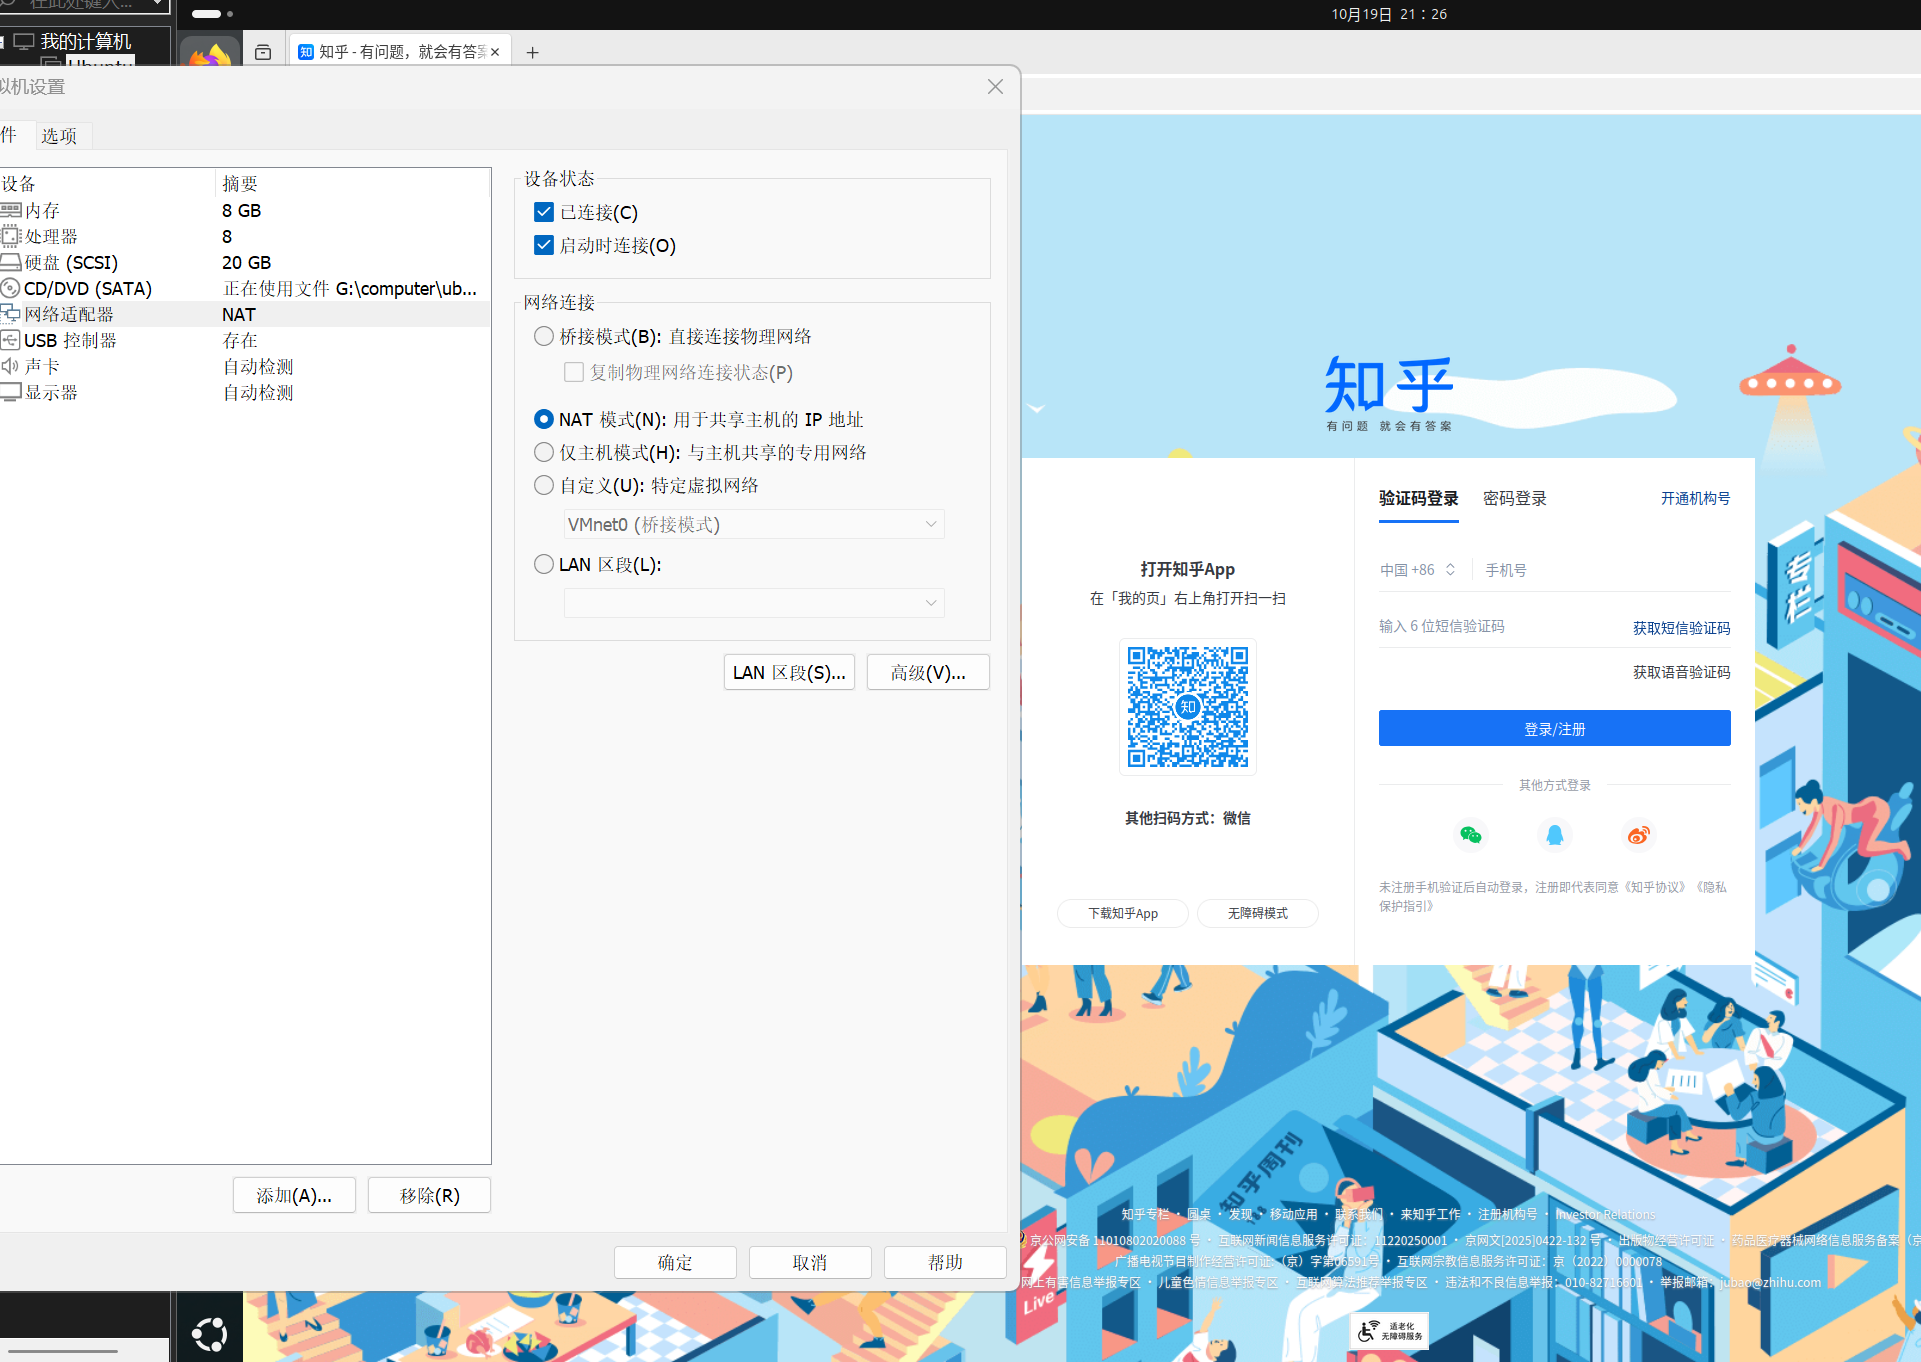 在此处键入...
10月19日 21：26
我的计算机
Ubuntu
知乎 - 有问题，就会有答案
拟机设置
件
选项
设备
摘要
内存
8 GB
处理器
8
硬盘 (SCSI)
20 GB
CD/DVD (SATA)
正在使用文件 G:\computer\ub...
网络适配器
NAT
USB 控制器
存在
声卡
自动检测
显示器
自动检测
添加(A)...
移除(R)
设备状态
已连接(C)
启动时连接(O)
网络连接
桥接模式(B): 直接连接物理网络
复制物理网络连接状态(P)
NAT 模式(N): 用于共享主机的 IP 地址
仅主机模式(H): 与主机共享的专用网络
自定义(U): 特定虚拟网络
VMnet0 (桥接模式)
LAN 区段(L):
LAN 区段(S)...
高级(V)...
确定
取消
帮助
知乎
有问题 就会有答案
打开知乎App
在「我的页」右上角打开扫一扫
知
其他扫码方式：微信
下载知乎App
无障碍模式
验证码登录
密码登录
开通机构号
中国 +86
手机号
输入 6 位短信验证码
获取短信验证码
获取语音验证码
登录/注册
其他方式登录
未注册手机验证后自动登录，注册即代表同意《知乎协议》《隐私
保护指引》
专栏
知乎周刊
Live
知乎专栏 · 圆桌 · 发现 · 移动应用 · 联系我们 · 来知乎工作 · 注册机构号 · Investor Relations
京公网安备 11010802020088 号 · 互联网新闻信息服务许可证：11220250001 · 京网文[2025]0422-132 号 · 出版物经营许可证 · 药品医疗器械网络信息服务备案（京
广播电视节目制作经营许可证:（京）字第06591号 · 互联网宗教信息服务许可证：京（2022）0000078
网上有害信息举报专区 · 儿童色情信息举报专区 · 互联网算法推荐举报专区 · 违法和不良信息举报：010-82716601 · 举报邮箱：jubao@zhihu.com
适老化
无障碍服务